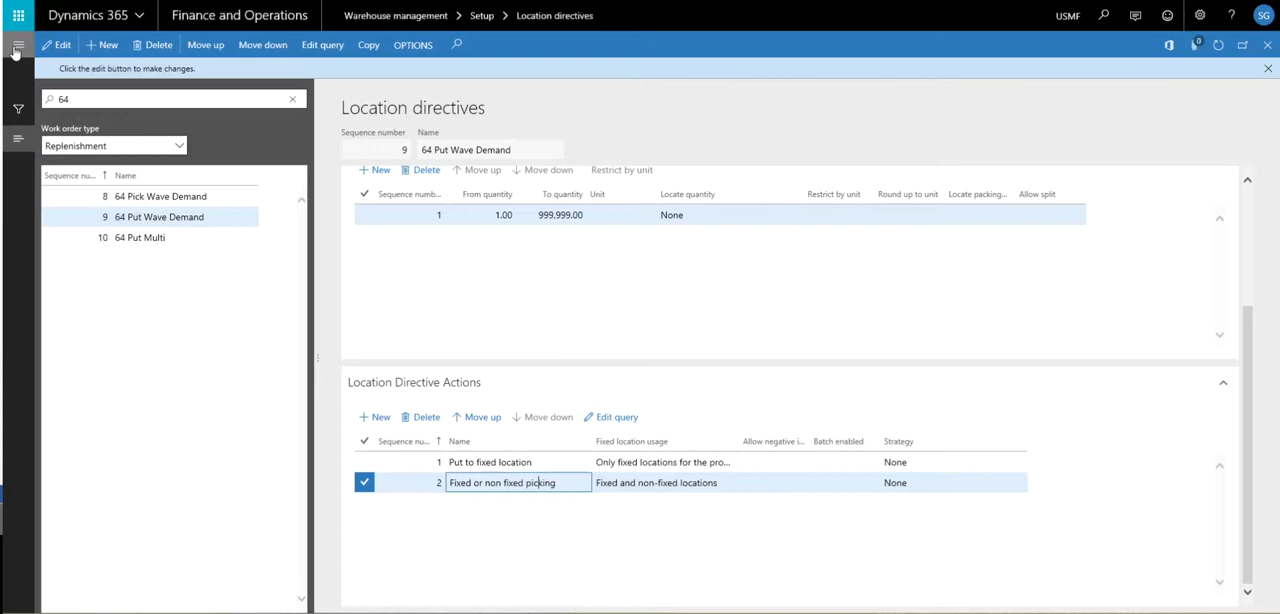 Dynamics 365 Finance and Operations Warehouse management > Setup > Location directives USMF ? SG
Edit + New Delete Move up Move down Edit query Copy OPTIONS 0
Click the edit button to make changes.
64
Work order type
Replenishment
Sequence nu... Name
8 64 Pick Wave Demand
9 64 Put Wave Demand
10 64 Put Multi
Location directives
Sequence number Name
9 64 Put Wave Demand
+ New Delete Move up Move down Restrict by unit
Sequence numb... From quantity To quantity Unit Locate quantity Restrict by unit Round up to unit Locate packing... Allow split
1 1.00 999,999.00 None
Location Directive Actions
+ New Delete Move up Move down Edit query
Sequence nu... Name Fixed location usage Allow negative i... Batch enabled Strategy
1 Put to fixed location Only fixed locations for the pro... None
2 Fixed or non fixed picking Fixed and non-fixed locations None